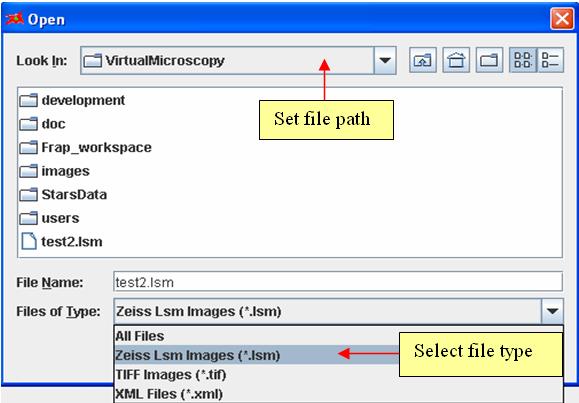 Open
Look In: VirtualMicroscopy
development
doc
Set file path
Frap_workspace
images
StarsData
users
test2.lsm
File Name: test2.lsm
Files of Type: Zeiss Lsm Images (*.lsm)
All Files
Zeiss Lsm Images (*.lsm)
Select file type
TIFF Images (*.tif)
XML Files (*.xml)